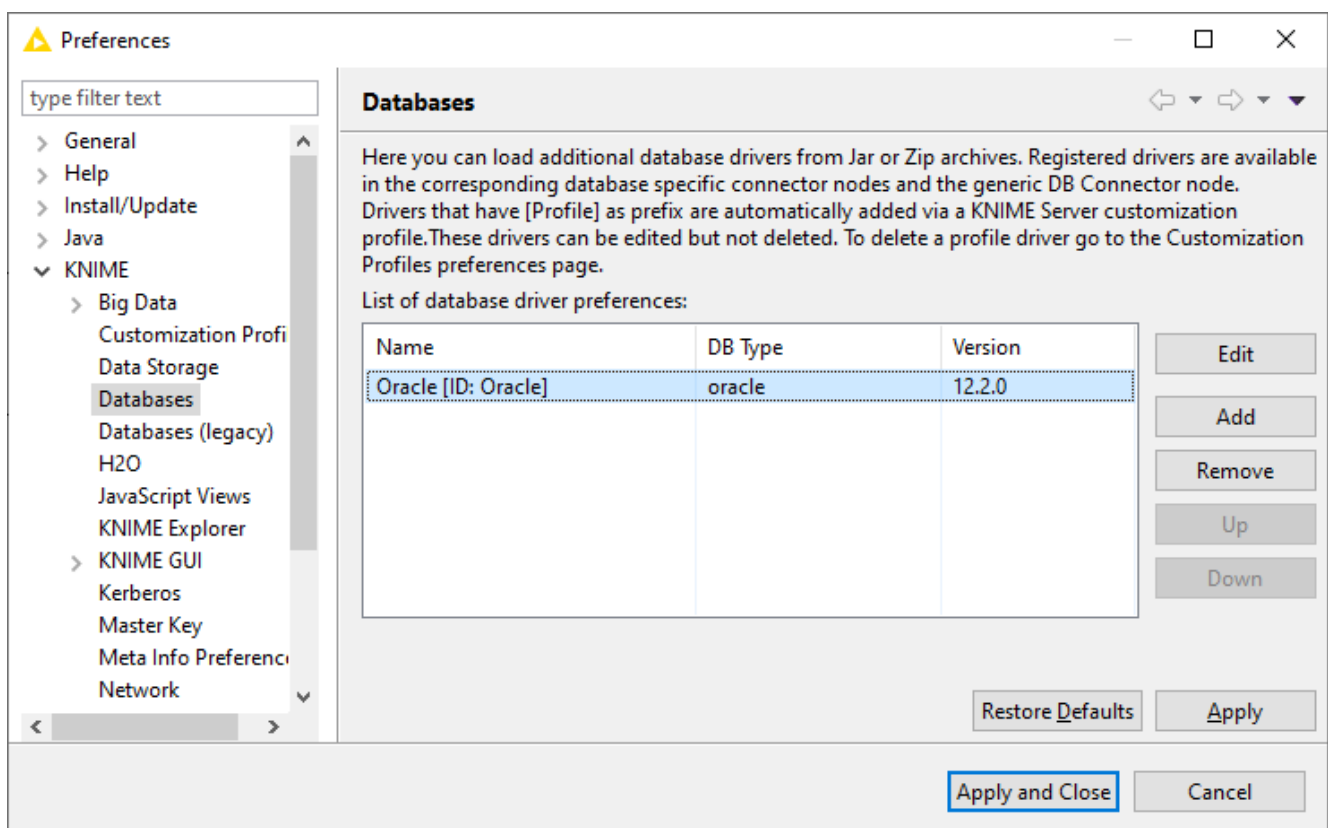 Preferences
type filter text
General
Help
Install/Update
Java
KNIME
Big Data
Customization Profi
Data Storage
Databases
Databases (legacy)
H2O
JavaScript Views
KNIME Explorer
KNIME GUI
Kerberos
Master Key
Meta Info Preferenc
Network
Databases
Here you can load additional database drivers from Jar or Zip archives. Registered drivers are available
in the corresponding database specific connector nodes and the generic DB Connector node.
Drivers that have [Profile] as prefix are automatically added via a KNIME Server customization
profile.These drivers can be edited but not deleted. To delete a profile driver go to the Customization
Profiles preferences page.
List of database driver preferences:
Name DB Type Version
Oracle [ID: Oracle] oracle 12.2.0
Edit
Add
Remove
Up
Down
Restore Defaults Apply
Apply and Close Cancel